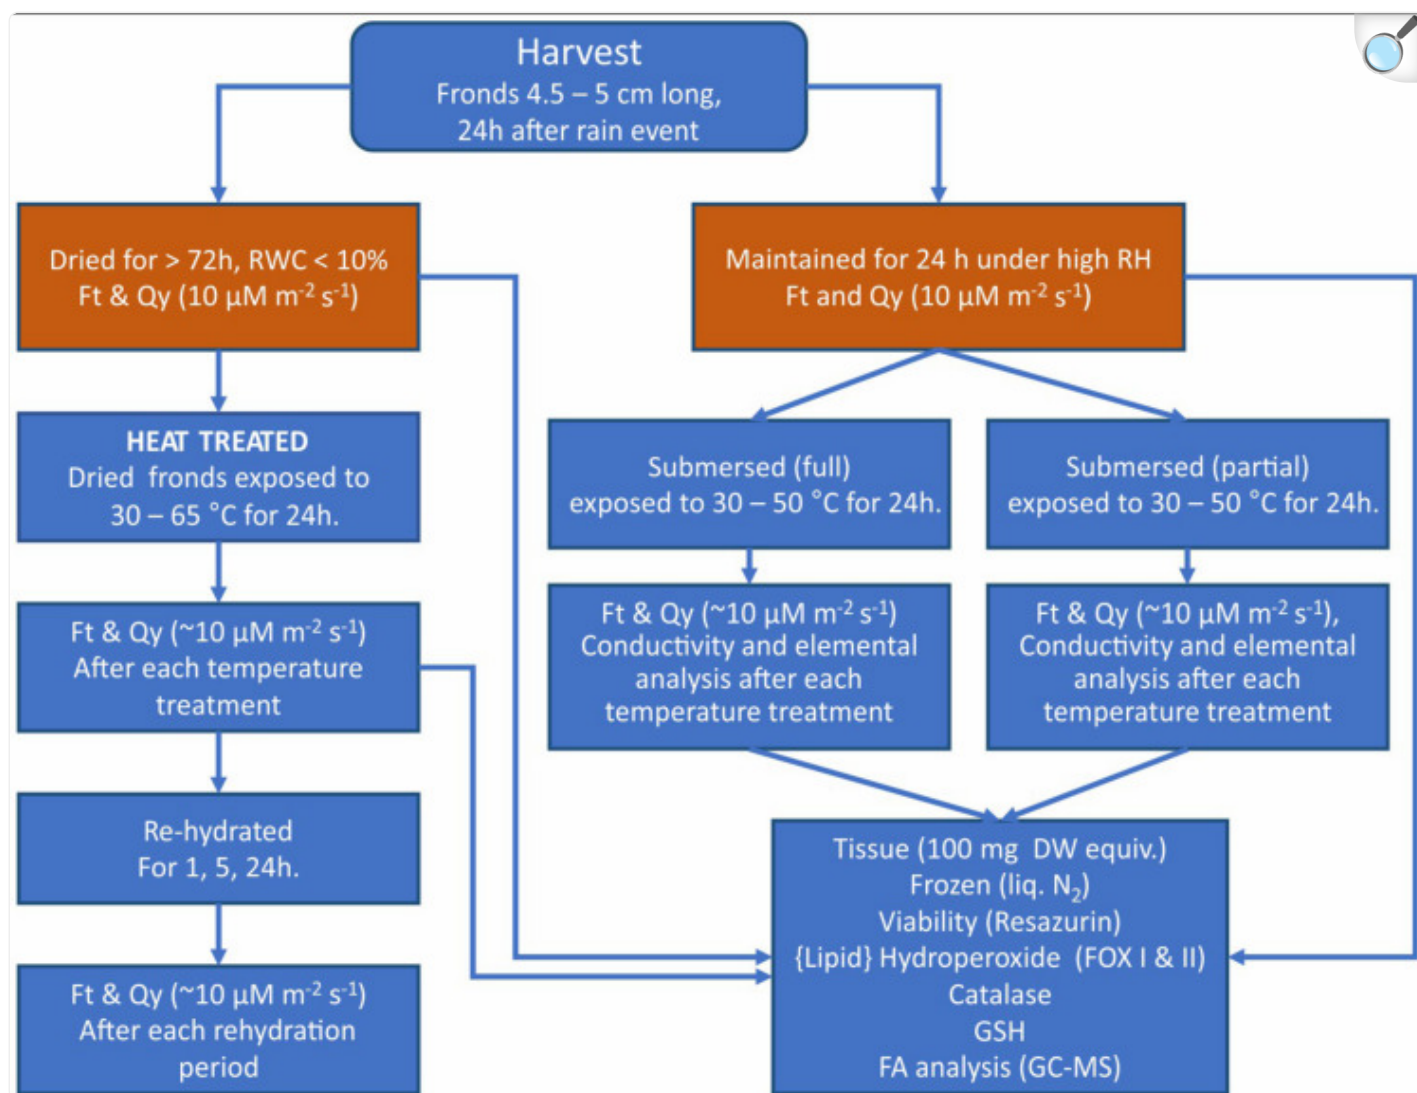 Harvest
Fronds 4.5 – 5 cm long,
24h after rain event
Dried for > 72h, RWC < 10%
Ft & Qy (10 µM m⁻² s⁻¹)
Maintained for 24 h under high RH
Ft and Qy (10 µM m⁻² s⁻¹)
HEAT TREATED
Dried fronds exposed to
30 – 65 °C for 24h.
Submersed (full)
exposed to 30 – 50 °C for 24h.
Submersed (partial)
exposed to 30 – 50 °C for 24h.
Ft & Qy (~10 µM m⁻² s⁻¹)
After each temperature
treatment
Ft & Qy (~10 µM m⁻² s⁻¹)
Conductivity and elemental
analysis after each
temperature treatment
Ft & Qy (~10 µM m⁻² s⁻¹),
Conductivity and elemental
analysis after each
temperature treatment
Re-hydrated
For 1, 5, 24h.
Ft & Qy (~10 µM m⁻² s⁻¹)
After each rehydration
period
Tissue (100 mg DW equiv.)
Frozen (liq. N₂)
Viability (Resazurin)
{Lipid} Hydroperoxide (FOX I & II)
Catalase
GSH
FA analysis (GC-MS)